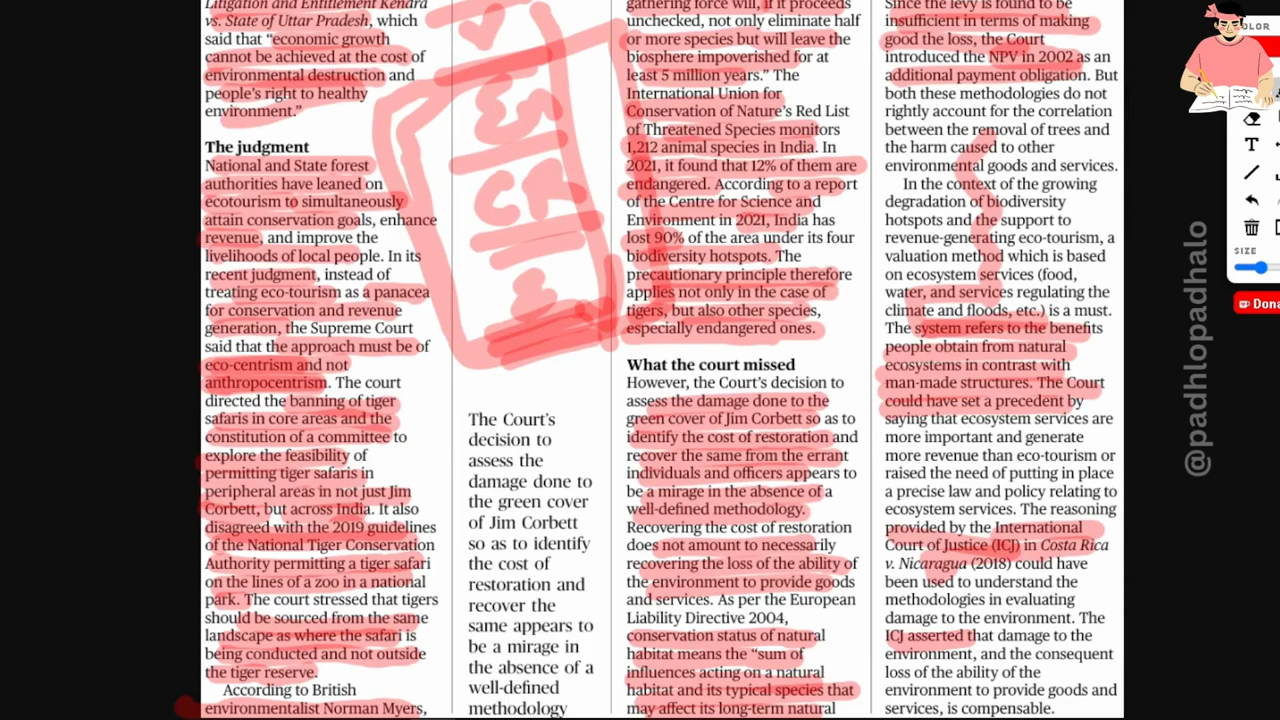 Litigation and Entitlement Kendra
vs. State of Uttar Pradesh, which
said that “economic growth
cannot be achieved at the cost of
environmental destruction and
people’s right to healthy
environment.”
The judgment
National and State forest
authorities have leaned on
ecotourism to simultaneously
attain conservation goals, enhance
revenue, and improve the
livelihoods of local people. In its
recent judgment, instead of
treating eco-tourism as a panacea
for conservation and revenue
generation, the Supreme Court
said that the approach must be of
eco-centrism and not
anthropocentrism. The court
directed the banning of tiger
safaris in core areas and the
constitution of a committee to
explore the feasibility of
permitting tiger safaris in
peripheral areas in not just Jim
Corbett, but across India. It also
disagreed with the 2019 guidelines
of the National Tiger Conservation
Authority permitting a tiger safari
on the lines of a zoo in a national
park. The court stressed that tigers
should be sourced from the same
landscape as where the safari is
being conducted and not outside
the tiger reserve.
According to British
environmentalist Norman Myers,
The Court’s
decision to
assess the
damage done to
the green cover
of Jim Corbett
so as to identify
the cost of
restoration and
recover the
same appears to
be a mirage in
the absence of a
well-defined
methodology
gathering force will, if it proceeds
unchecked, not only eliminate half
or more species but will leave the
biosphere impoverished for at
least 5 million years.” The
International Union for
Conservation of Nature’s Red List
of Threatened Species monitors
1,212 animal species in India. In
2021, it found that 12% of them are
endangered. According to a report
of the Centre for Science and
Environment in 2021, India has
lost 90% of the area under its four
biodiversity hotspots. The
precautionary principle therefore
applies not only in the case of
tigers, but also other species,
especially endangered ones.
What the court missed
However, the Court’s decision to
assess the damage done to the
green cover of Jim Corbett so as to
identify the cost of restoration and
recover the same from the errant
individuals and officers appears to
be a mirage in the absence of a
well-defined methodology.
Recovering the cost of restoration
does not amount to necessarily
recovering the loss of the ability of
the environment to provide goods
and services. As per the European
Liability Directive 2004,
conservation status of natural
habitat means the “sum of
influences acting on a natural
habitat and its typical species that
may affect its long-term natural
Since the levy is found to be
insufficient in terms of making
good the loss, the Court
introduced the NPV in 2002 as an
additional payment obligation. But
both these methodologies do not
rightly account for the correlation
between the removal of trees and
the harm caused to other
environmental goods and services.
In the context of the growing
degradation of biodiversity
hotspots and the support to
revenue-generating eco-tourism, a
valuation method which is based
on ecosystem services (food,
water, and services regulating the
climate and floods, etc.) is a must.
The system refers to the benefits
people obtain from natural
ecosystems in contrast with
man-made structures. The Court
could have set a precedent by
saying that ecosystem services are
more important and generate
more revenue than eco-tourism or
raised the need of putting in place
a precise law and policy relating to
ecosystem services. The reasoning
provided by the International
Court of Justice (ICJ) in Costa Rica
v. Nicaragua (2018) could have
been used to understand the
methodologies in evaluating
damage to the environment. The
ICJ asserted that damage to the
environment, and the consequent
loss of the ability of the
environment to provide goods and
services, is compensable.
@padhlopadhalo
OLOR
T
SIZE
Dona